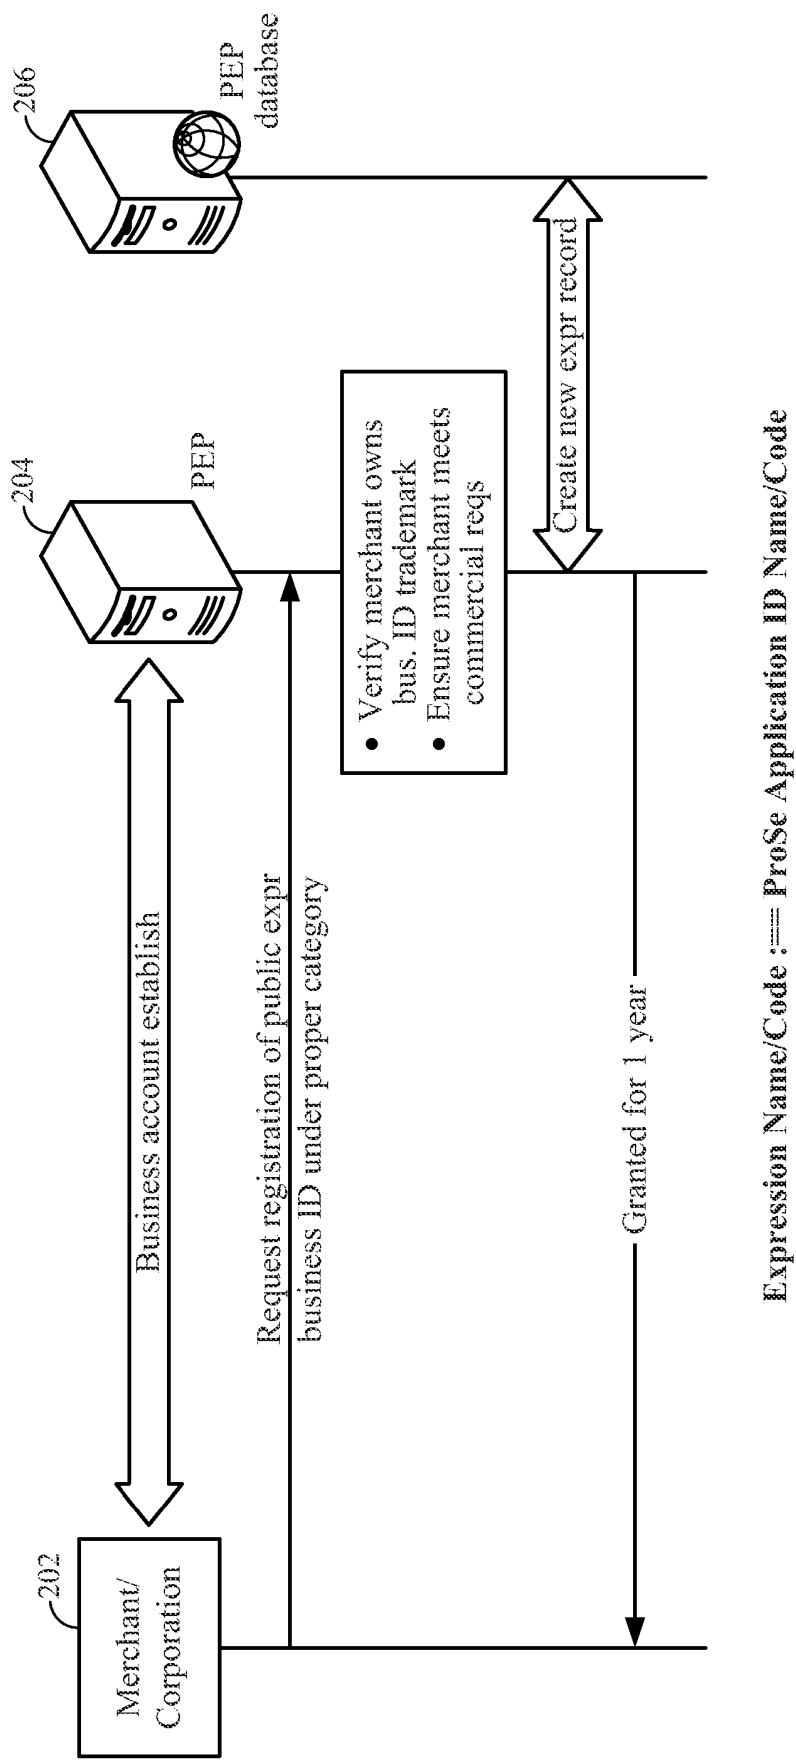 202
Merchant/
Corporation
204
PEP
206
PEP
database
Business account establish
Request registration of public expr
business ID under proper category
• Verify merchant owns
bus. ID trademark
• Ensure merchant meets
commercial reqs
Create new expr record
Granted for 1 year
Expression Name/Code :== ProSe Application ID Name/Code